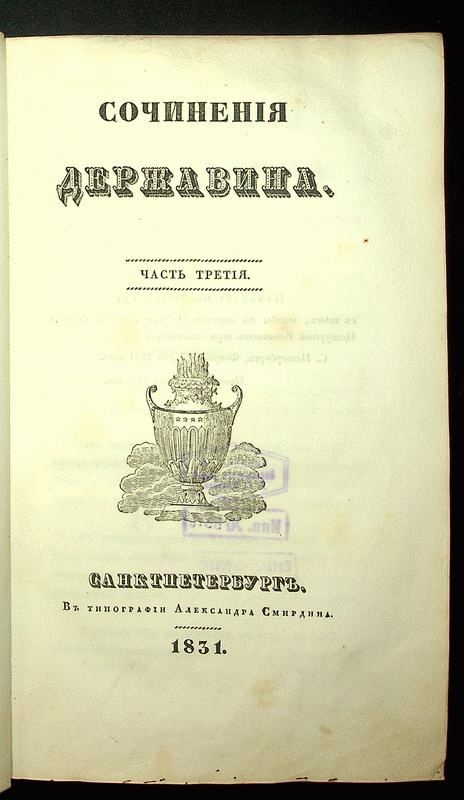 СОЧИНЕНІЯ
ДЕРЖАВИНА.
ЧАСТЬ ТРЕТІЯ.
САНКТПЕТЕРБУРГЪ.
Въ типографіи Александра Смирдина.
1831.